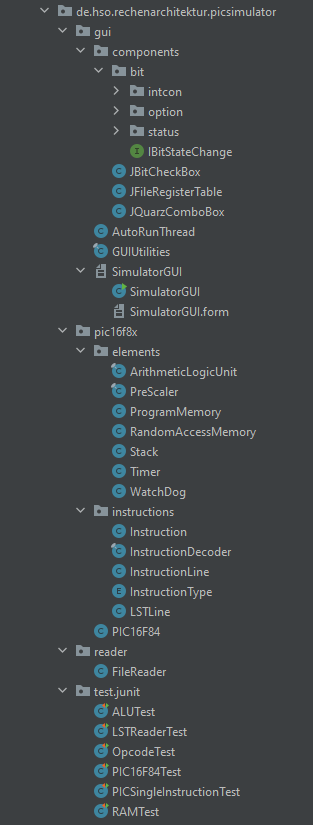 de.hso.rechenarchitektur.picsimulator
gui
components
bit
intcon
option
status
IBitStateChange
JBitCheckBox
JFileRegisterTable
JQuarzComboBox
AutoRunThread
GUIUtilities
SimulatorGUI
SimulatorGUI
SimulatorGUI.form
pic16f8x
elements
ArithmeticLogicUnit
PreScaler
ProgramMemory
RandomAccessMemory
Stack
Timer
WatchDog
instructions
Instruction
InstructionDecoder
InstructionLine
InstructionType
LSTLine
PIC16F84
reader
FileReader
test.junit
ALUTest
LSTReaderTest
OpcodeTest
PIC16F84Test
PICSingleInstructionTest
RAMTest